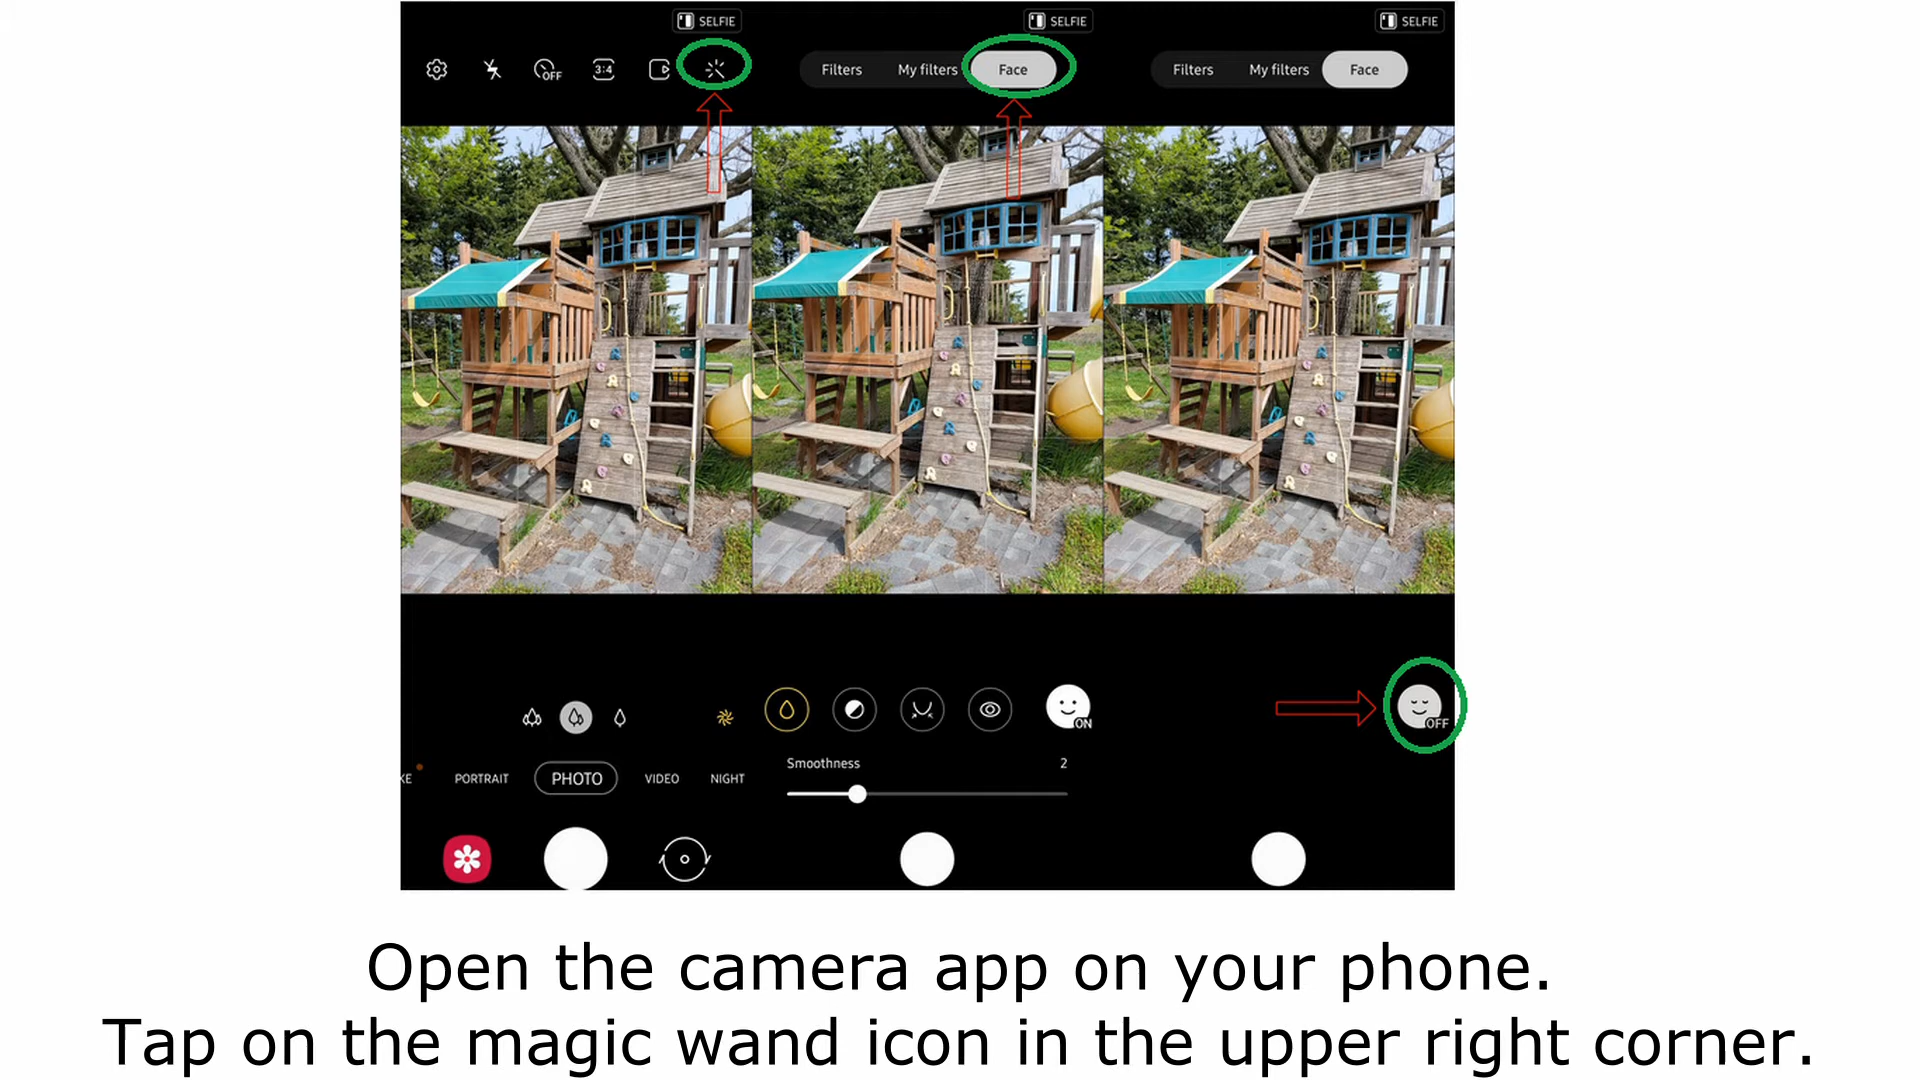 SELFIE
SELFIE
SELFIE
OFF
3:4
Filters My filters Face
Filters My filters Face
ON
OFF
Smoothness 2
KE PORTRAIT PHOTO VIDEO NIGHT
Open the camera app on your phone.
Tap on the magic wand icon in the upper right corner.